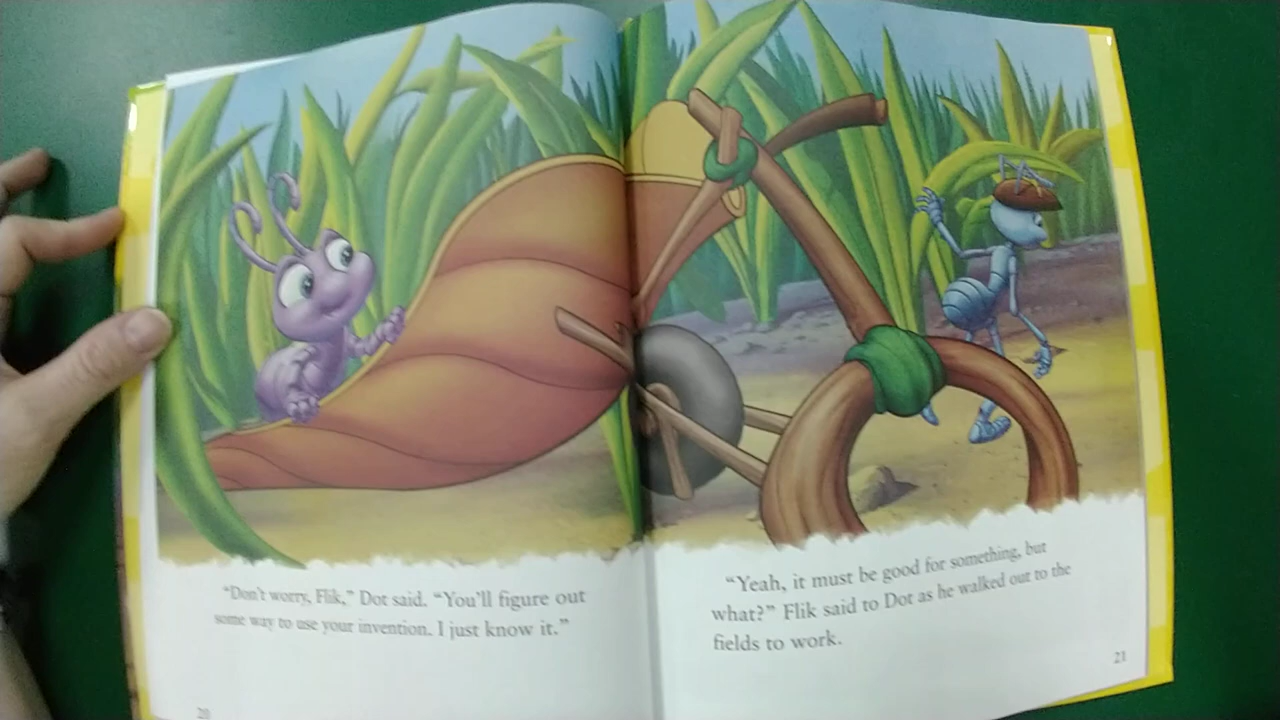 “Don’t worry, Flik,” Dot said. “You’ll figure out
some way to use your invention. I just know it.”
20
“Yeah, it must be good for something, but
what?” Flik said to Dot as he walked out to the
fields to work.
21